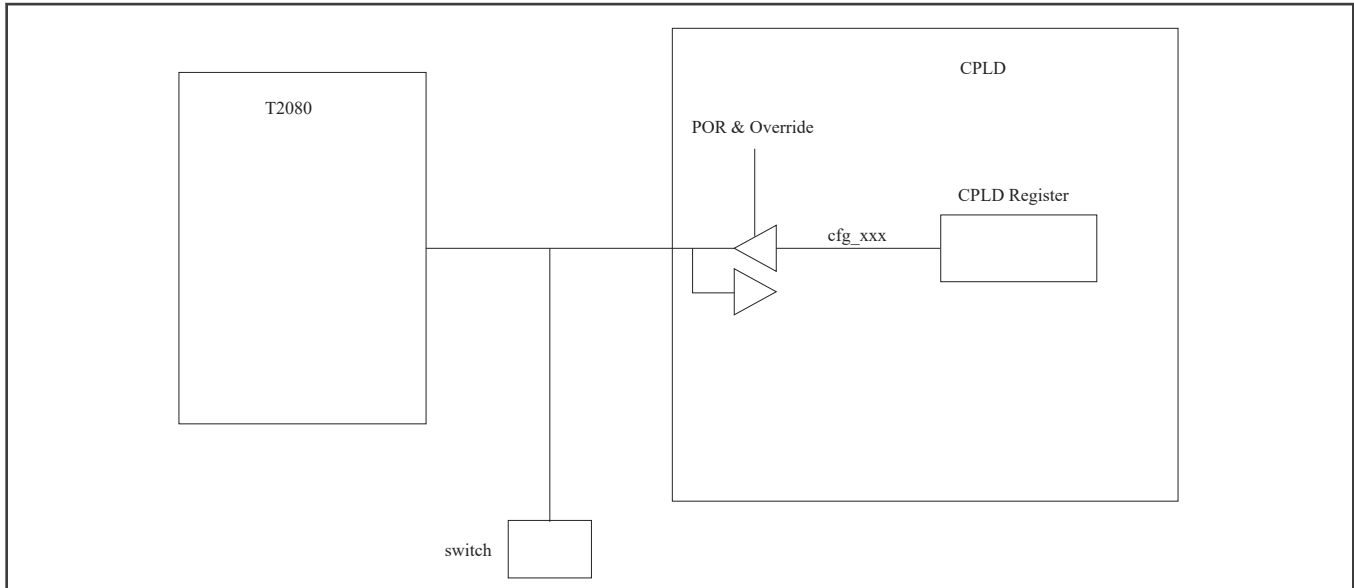 CPLD
T2080
POR & Override
CPLD Register
cfg_xxx
switch